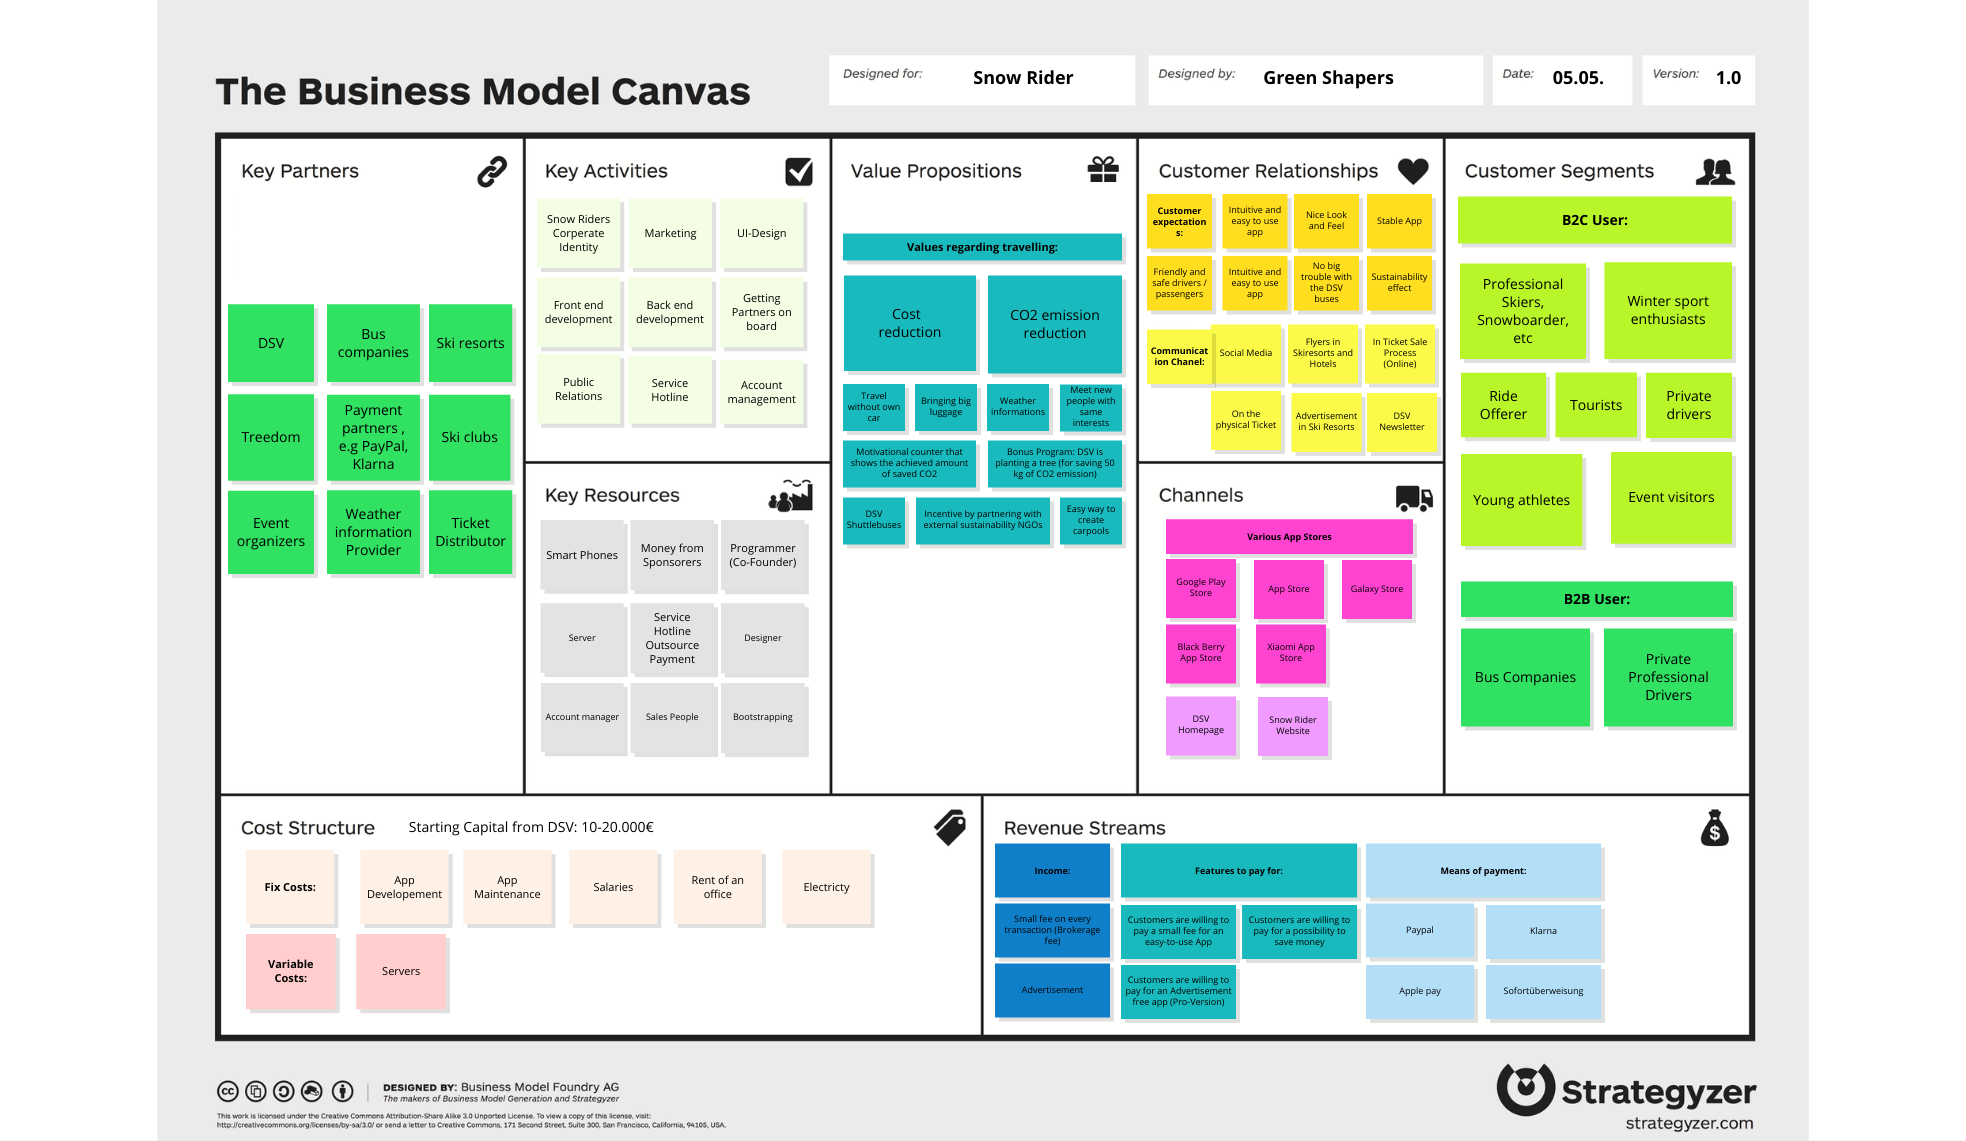 The Business Model Canvas
Designed for:
Snow Rider
Designed by:
Green Shapers
Date:
05.05.
Version:
1.0
Key Partners
DSV
Bus
companies
Ski resorts
Treedom
Payment
partners ,
e.g PayPal,
Klarna
Ski clubs
Event
organizers
Weather
information
Provider
Ticket
Distributor
Key Activities
Snow Riders
Corperate
Identity
Marketing
UI-Design
Front end
development
Back end
development
Getting
Partners on
board
Public
Relations
Service
Hotline
Account
management
Key Resources
Smart Phones
Money from
Sponsorers
Programmer
(Co-Founder)
Server
Service
Hotline
Outsource
Payment
Designer
Account manager
Sales People
Bootstrapping
Value Propositions
Values regarding travelling:
Cost
reduction
CO2 emission
reduction
Travel
without own
car
Bringing big
luggage
Weather
informations
Meet new
people with
same
interests
Motivational counter that
shows the achieved amount
of saved CO2
Bonus Program: DSV is
planting a tree (for saving 50
kg of CO2 emission)
DSV
Shuttlebuses
Incentive by partnering with
external sustainability NGOs
Easy way to
create
carpools
Customer Relationships
Customer
expectation
s:
Intuitive and
easy to use
app
Nice Look
and Feel
Stable App
Friendly and
safe drivers /
passengers
Intuitive and
easy to use
app
No big
trouble with
the DSV
buses
Sustainability
effect
Communicat
ion Chanel:
Social Media
Flyers in
Skiresorts and
Hotels
In Ticket Sale
Process
(Online)
On the
physical Ticket
Advertisement
in Ski Resorts
DSV
Newsletter
Channels
Various App Stores
Google Play
Store
App Store
Galaxy Store
Black Berry
App Store
Xiaomi App
Store
DSV
Homepage
Snow Rider
Website
Customer Segments
B2C User:
Professional
Skiers,
Snowboarder,
etc
Winter sport
enthusiasts
Ride
Offerer
Tourists
Private
drivers
Young athletes
Event visitors
B2B User:
Bus Companies
Private
Professional
Drivers
Cost Structure
Starting Capital from DSV: 10-20.000€
Fix Costs:
App
Developement
App
Maintenance
Salaries
Rent of an
office
Electricty
Variable
Costs:
Servers
Revenue Streams
$
Income:
Features to pay for:
Means of payment:
Small fee on every
transaction (Brokerage
fee)
Customers are willing to
pay a small fee for an
easy-to-use App
Customers are willing to
pay for a possibility to
save money
Paypal
Klarna
Advertisement
Customers are willing to
pay for an Advertisement
free app (Pro-Version)
Apple pay
Sofortüberweisung
cc
DESIGNED BY: Business Model Foundry AG
The makers of Business Model Generation and Strategyzer
This work is licensed under the Creative Commons Attribution-Share Alike 3.0 Unported License. To view a copy of this license, visit:
http://creativecommons.org/licenses/by-sa/3.0/ or send a letter to Creative Commons, 171 Second Street, Suite 300, San Francisco, California, 94105, USA.
Strategyzer
strategyzer.com